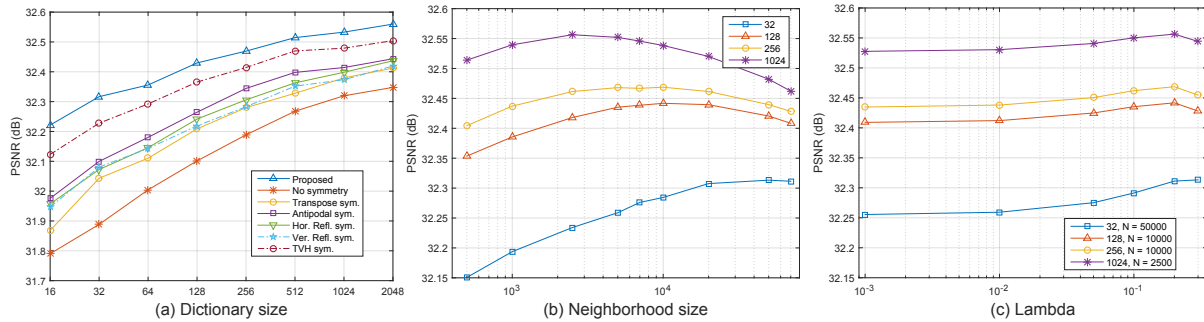 32.6
32.5
32.4
32.3
32.2
32.1
32
31.9
31.8
31.7
PSNR (dB)
16 32 64 128 256 512 1024 2048
Proposed
No symmetry
Transpose sym.
Antipodal sym.
Hor. Refl. sym.
Ver. Refl. sym.
TVH sym.
(a) Dictionary size
32.6
32.55
32.5
32.45
32.4
32.35
32.3
32.25
32.2
32.15
PSNR (dB)
10³ 10⁴
32
128
256
1024
(b) Neighborhood size
32.6
32.55
32.5
32.45
32.4
32.35
32.3
32.25
32.2
32.15
PSNR (dB)
10⁻³ 10⁻² 10⁻¹
32, N = 50000
128, N = 10000
256, N = 10000
1024, N = 2500
(c) Lambda